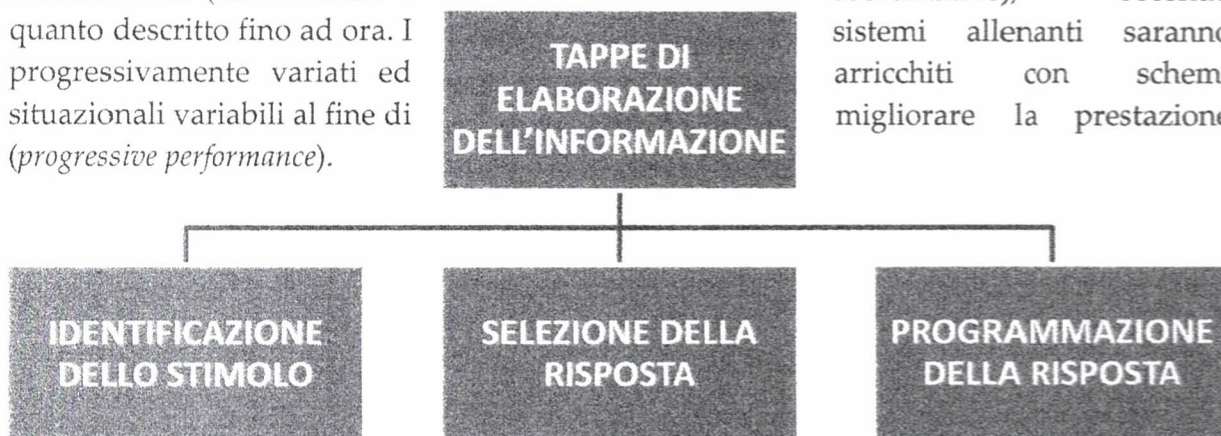 quanto descritto fino ad ora. I
progressivamente variati ed
situazionali variabili al fine di
(progressive performance).
TAPPE DI
ELABORAZIONE
DELL'INFORMAZIONE
sistemi allenanti saranno
arricchiti con schem
migliorare la prestazione
IDENTIFICAZIONE
DELLO STIMOLO
SELEZIONE DELLA
RISPOSTA
PROGRAMMAZIONE
DELLA RISPOSTA